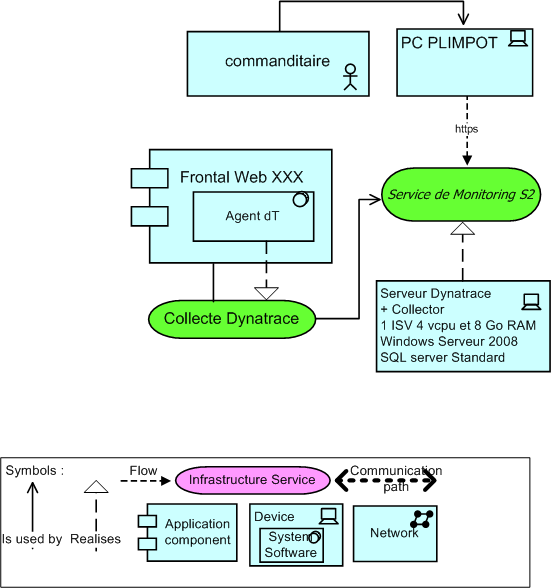 commanditaire
PC PLIMPOT
https
Frontal Web XXX
Agent dT
Service de Monitoring S2
Collecte Dynatrace
Serveur Dynatrace
+ Collector
1 ISV 4 vcpu et 8 Go RAM
Windows Serveur 2008
SQL server Standard
Symbols :
Is used by
Realises
Flow
Infrastructure Service
Communication
path
Application
component
Device
System
Software
Network